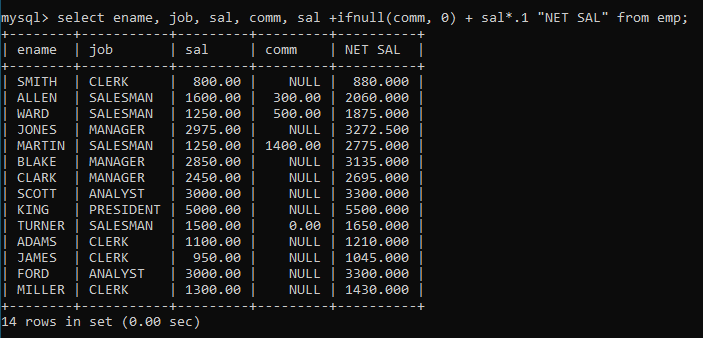 mysql> select ename, job, sal, comm, sal +ifnull(comm, 0) + sal*.1 "NET SAL" from emp;
+--------+-----------+---------+---------+----------+
| ename  | job       | sal     | comm    | NET SAL  |
+--------+-----------+---------+---------+----------+
| SMITH  | CLERK     |  800.00 |    NULL |  880.000 |
| ALLEN  | SALESMAN  | 1600.00 |  300.00 | 2060.000 |
| WARD   | SALESMAN  | 1250.00 |  500.00 | 1875.000 |
| JONES  | MANAGER   | 2975.00 |    NULL | 3272.500 |
| MARTIN | SALESMAN  | 1250.00 | 1400.00 | 2775.000 |
| BLAKE  | MANAGER   | 2850.00 |    NULL | 3135.000 |
| CLARK  | MANAGER   | 2450.00 |    NULL | 2695.000 |
| SCOTT  | ANALYST   | 3000.00 |    NULL | 3300.000 |
| KING   | PRESIDENT | 5000.00 |    NULL | 5500.000 |
| TURNER | SALESMAN  | 1500.00 |    0.00 | 1650.000 |
| ADAMS  | CLERK     | 1100.00 |    NULL | 1210.000 |
| JAMES  | CLERK     |  950.00 |    NULL | 1045.000 |
| FORD   | ANALYST   | 3000.00 |    NULL | 3300.000 |
| MILLER | CLERK     | 1300.00 |    NULL | 1430.000 |
+--------+-----------+---------+---------+----------+
14 rows in set (0.00 sec)